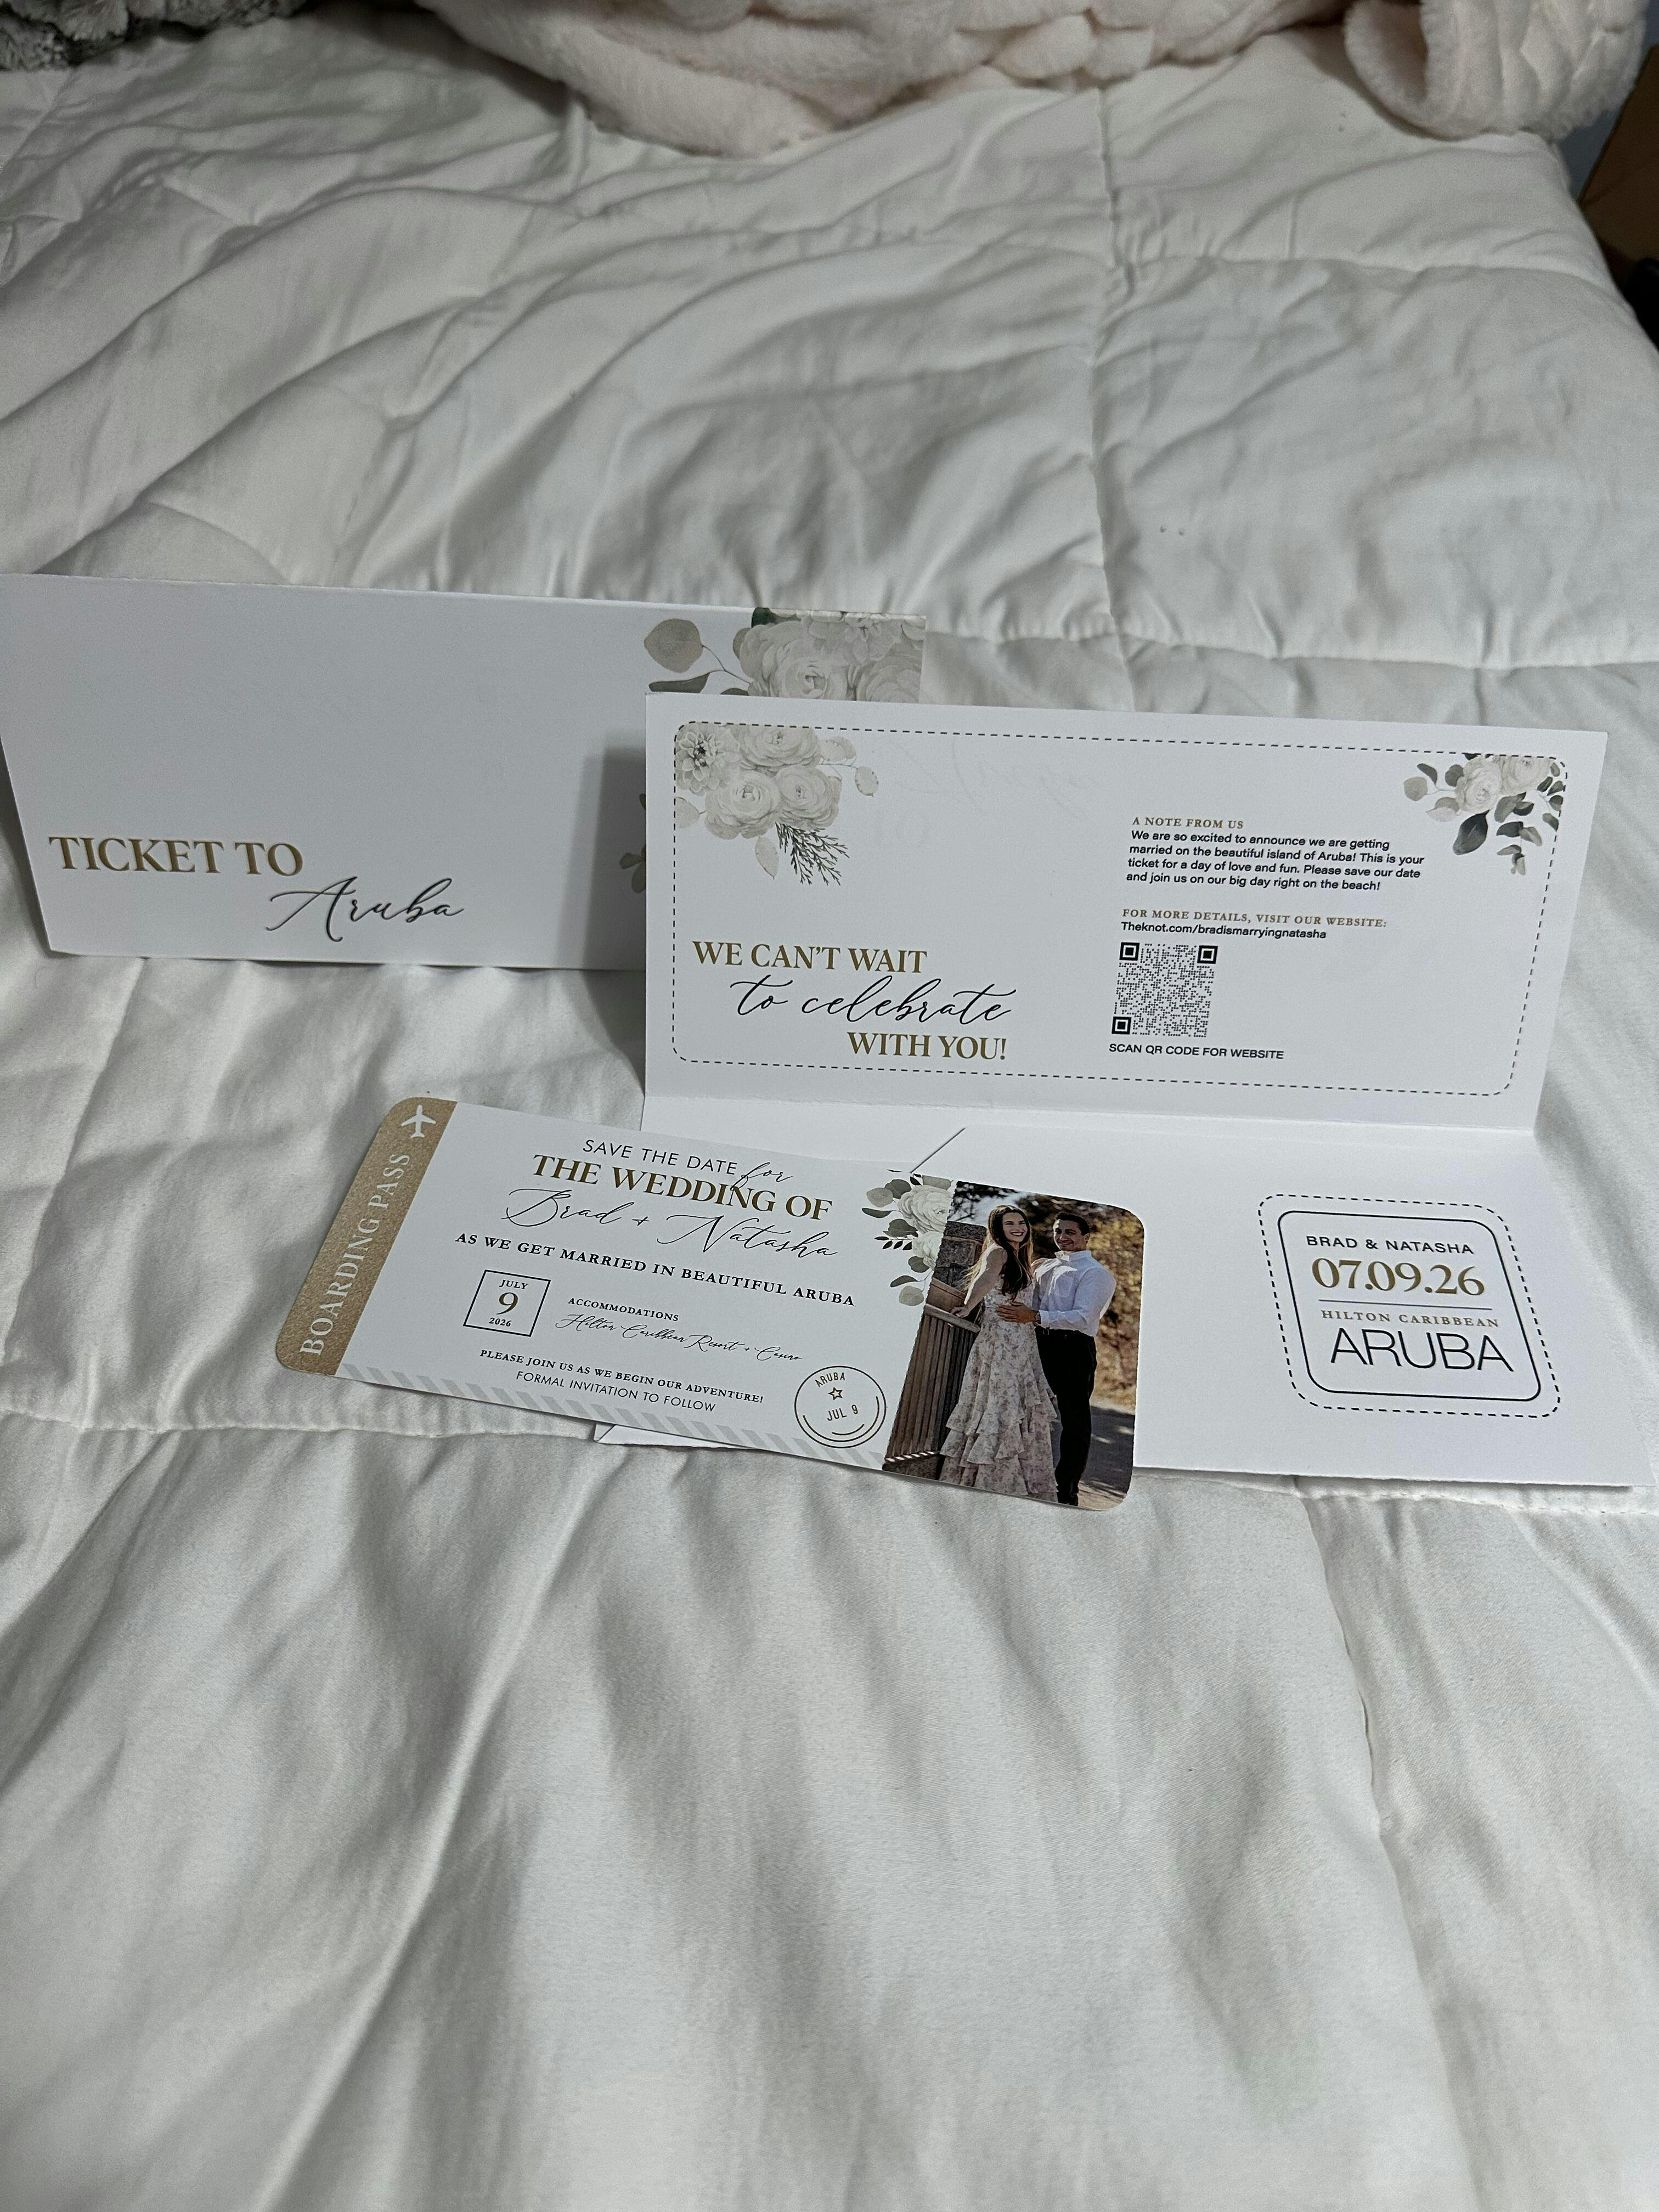 TICKET TO
Aruba
WE CAN'T WAIT
to celebrate
WITH YOU!
A NOTE FROM US
We are so excited to announce we are getting
married on the beautiful island of Aruba! This is your
ticket for a day of love and fun. Please save our date
and join us on our big day right on the beach!
FOR MORE DETAILS, VISIT OUR WEBSITE:
Theknot.com/bradismarryingnatasha
SCAN QR CODE FOR WEBSITE
BOARDING PASS
SAVE THE DATE for
THE WEDDING OF
Brad + Natasha
AS WE GET MARRIED IN BEAUTIFUL ARUBA
JULY
9
2026
ACCOMMODATIONS
Hilton Caribbean Resort + Casino
PLEASE JOIN US AS WE BEGIN OUR ADVENTURE!
FORMAL INVITATION TO FOLLOW
ARUBA
JUL 9
BRAD & NATASHA
07.09.26
HILTON CARIBBEAN
ARUBA